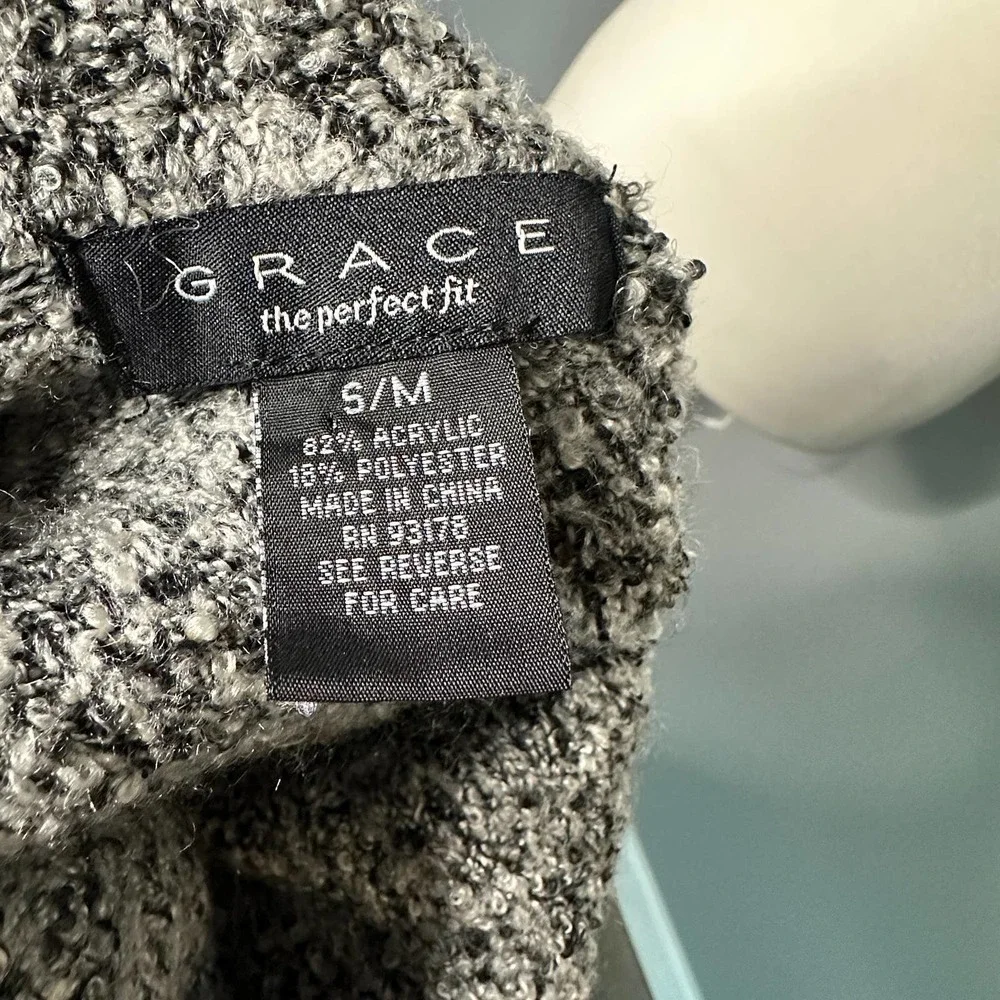 GRACE
the perfect fit
S/M
82% ACRYLIC
18% POLYESTER
MADE IN CHINA
RN 93178
SEE REVERSE
FOR CARE